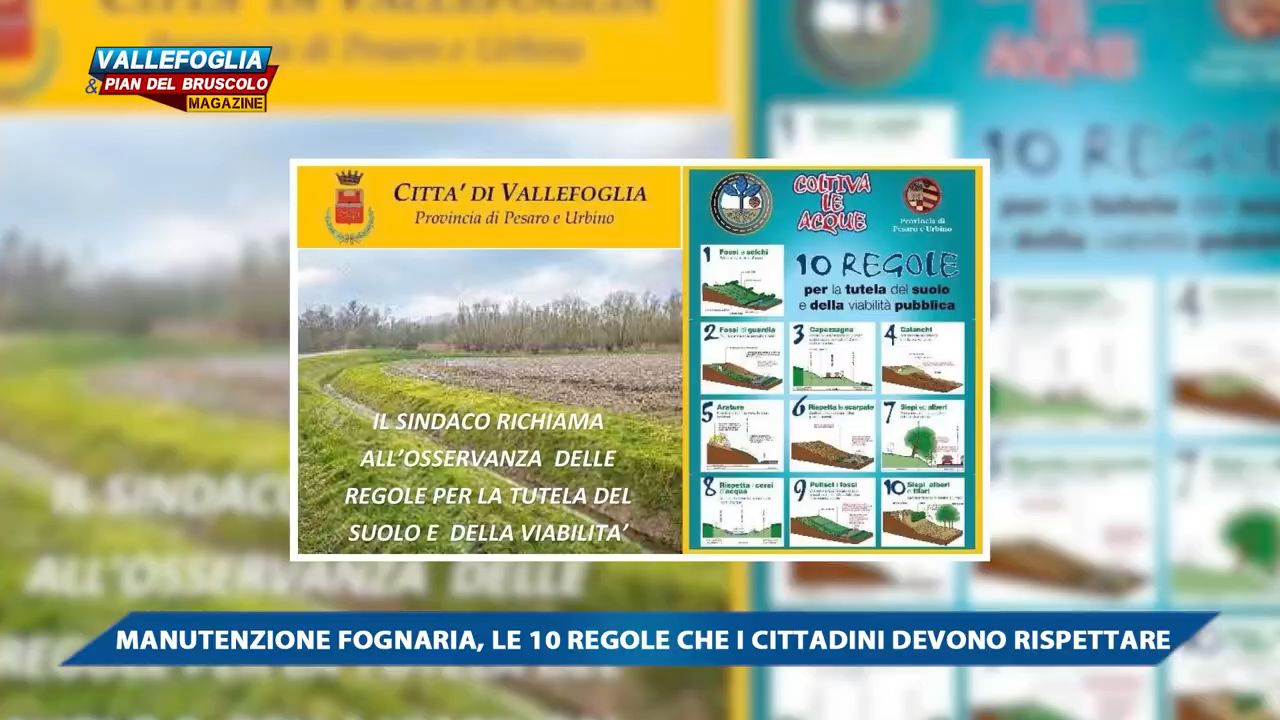 VALLEFOGLIA
& PIAN DEL BRUSCOLO
MAGAZINE
CITTA' DI VALLEFOGLIA
Provincia di Pesaro e Urbino
IL SINDACO RICHIAMA
ALL'OSSERVANZA DELLE
REGOLE PER LA TUTELA DEL
SUOLO E DELLA VIABILITA'
COLTIVA
LE
ACQUE
Provincia di
Pesaro e Urbino
10 REGOLE
per la tutela del suolo
e della viabilità pubblica
1 Fossi e solchi
2 Fossi di guardia
3 Capezzagna
4 Calanchi
5 Arature
6 Rispetta le scarpate
7 Siepi ed alberi
8 Rispetta i corsi
d'acqua
9 Pulisci i fossi
10 Siepi, alberi
e filari
MANUTENZIONE FOGNARIA, LE 10 REGOLE CHE I CITTADINI DEVONO RISPETTARE